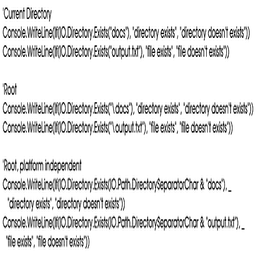 'Current Directory
Console.WriteLine(If(IO.Directory.Exists("docs"), "directory exists", "directory doesn't exists"))
Console.WriteLine(If(IO.Directory.Exists("output.txt"), "file exists", "file doesn't exists"))
'Root
Console.WriteLine(If(IO.Directory.Exists("\docs"), "directory exists", "directory doesn't exists"))
Console.WriteLine(If(IO.Directory.Exists("\output.txt"), "file exists", "file doesn't exists"))
'Root, platform independent
Console.WriteLine(If(IO.Directory.Exists(IO.Path.DirectorySeparatorChar & "docs"), _
"directory exists", "directory doesn't exists"))
Console.WriteLine(If(IO.Directory.Exists(IO.Path.DirectorySeparatorChar & "output.txt"), _
"file exists", "file doesn't exists"))